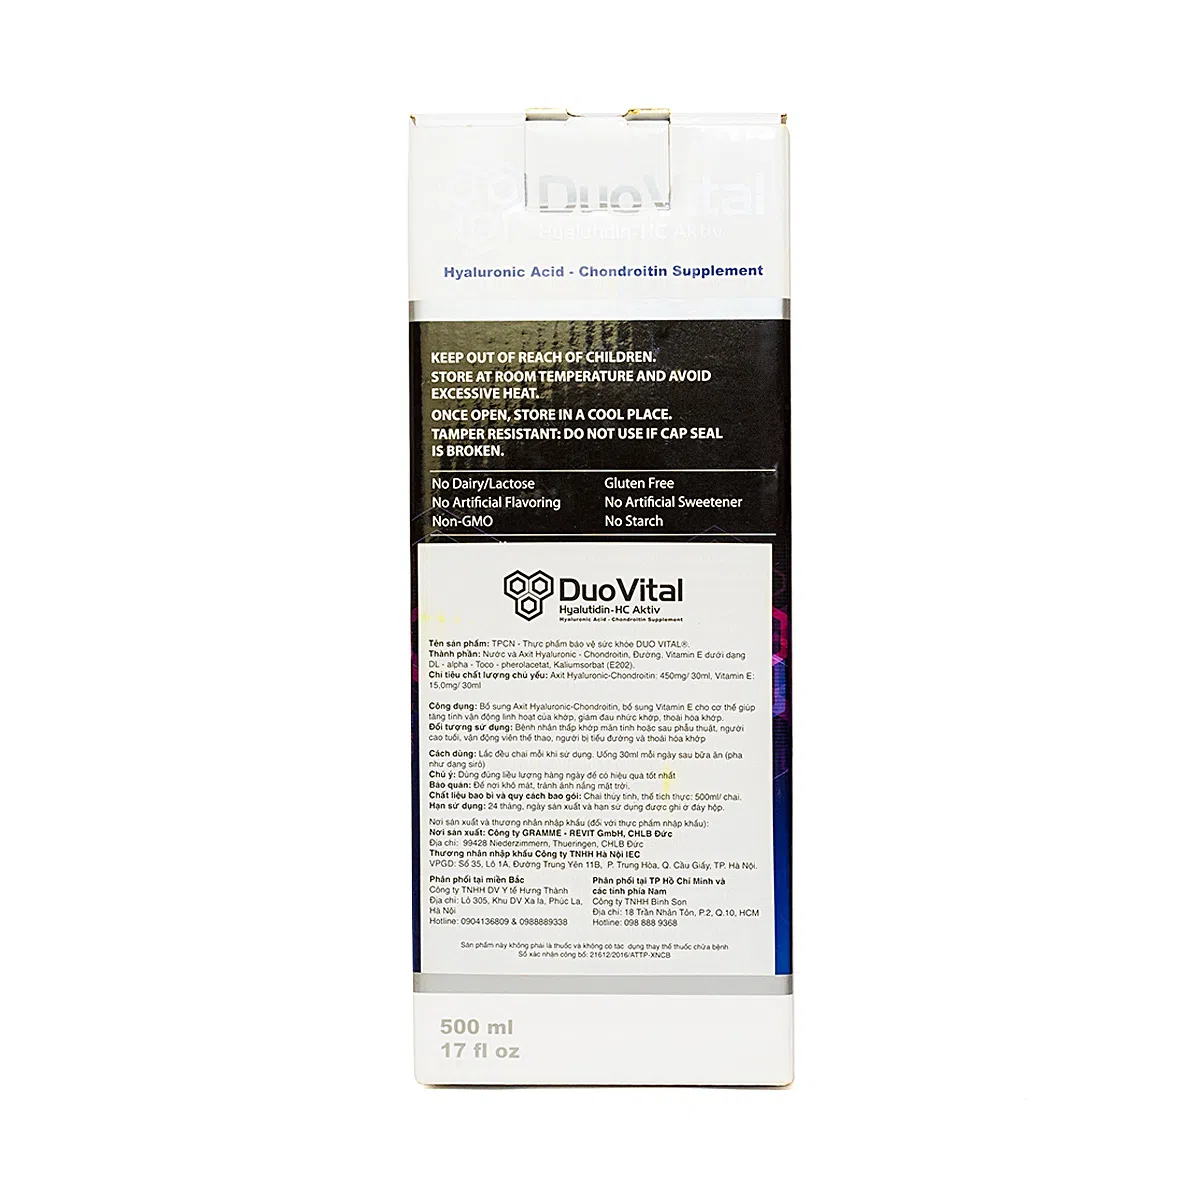 DuoVital
Hyalutidin-HC Aktiv
Hyaluronic Acid - Chondroitin Supplement
KEEP OUT OF REACH OF CHILDREN.
STORE AT ROOM TEMPERATURE AND AVOID
EXCESSIVE HEAT.
ONCE OPEN, STORE IN A COOL PLACE.
TAMPER RESISTANT: DO NOT USE IF CAP SEAL
IS BROKEN.
No Dairy/Lactose Gluten Free
No Artificial Flavoring No Artificial Sweetener
Non-GMO No Starch
DuoVital
Hyalutidin-HC Aktiv
Hyaluronic Acid - Chondroitin Supplement
Tên sản phẩm: TPCN - Thực phẩm bảo vệ sức khỏe DUO VITAL®.
Thành phần: Nước và Axit Hyaluronic - Chondroitin, Đường, Vitamin E dưới dạng
DL - alpha - Toco - pherolacetat, Kaliumsorbat (E202).
Chỉ tiêu chất lượng chủ yếu: Axit Hyaluronic-Chondroitin: 450mg/ 30ml, Vitamin E:
15,0mg/ 30ml
Công dụng: Bổ sung Axit Hyaluronic-Chondroitin, bổ sung Vitamin E cho cơ thể giúp
tăng tính vận động linh hoạt của khớp, giảm đau nhức khớp, thoái hóa khớp.
Đối tượng sử dụng: Bệnh nhân thấp khớp mãn tính hoặc sau phẫu thuật, người
cao tuổi, vận động viên thể thao, người bị tiểu đường và thoái hóa khớp
Cách dùng: Lắc đều chai mỗi khi sử dụng. Uống 30ml mỗi ngày sau bữa ăn (pha
như dạng sirô)
Chú ý: Dùng đúng liều lượng hàng ngày để có hiệu quả tốt nhất
Bảo quản: Để nơi khô mát, tránh ánh nắng mặt trời.
Chất liệu bao bì và quy cách bao gói: Chai thủy tinh, thể tích thực: 500ml/ chai.
Hạn sử dụng: 24 tháng, ngày sản xuất và hạn sử dụng được ghi ở đáy hộp.
Nơi sản xuất và thương nhân nhập khẩu (đối với thực phẩm nhập khẩu):
Nơi sản xuất: Công ty GRAMME - REVIT GmbH, CHLB Đức
Địa chỉ: 99428 Niederzimmern, Thueringen, CHLB Đức
Thương nhân nhập khẩu Công ty TNHH Hà Nội IEC
VPGD: Số 35, Lô 1A, Đường Trung Yên 11B, P. Trung Hòa, Q. Cầu Giấy, TP. Hà Nội.
Phân phối tại miền Bắc
Công ty TNHH DV Y tế Hưng Thành
Địa chỉ: Lô 305, Khu DV Xa la, Phúc La,
Hà Nội
Hotline: 0904136809 & 0988889338
Phân phối tại TP Hồ Chí Minh và
các tỉnh phía Nam
Công ty TNHH Binh Son
Địa chỉ: 18 Trần Nhân Tôn, P.2, Q.10, HCM
Hotline: 098 888 9368
Sản phẩm này không phải là thuốc và không có tác dụng thay thế thuốc chữa bệnh
Số xác nhận công bố: 21612/2016/ATTP-XNCB
500 ml
17 fl oz